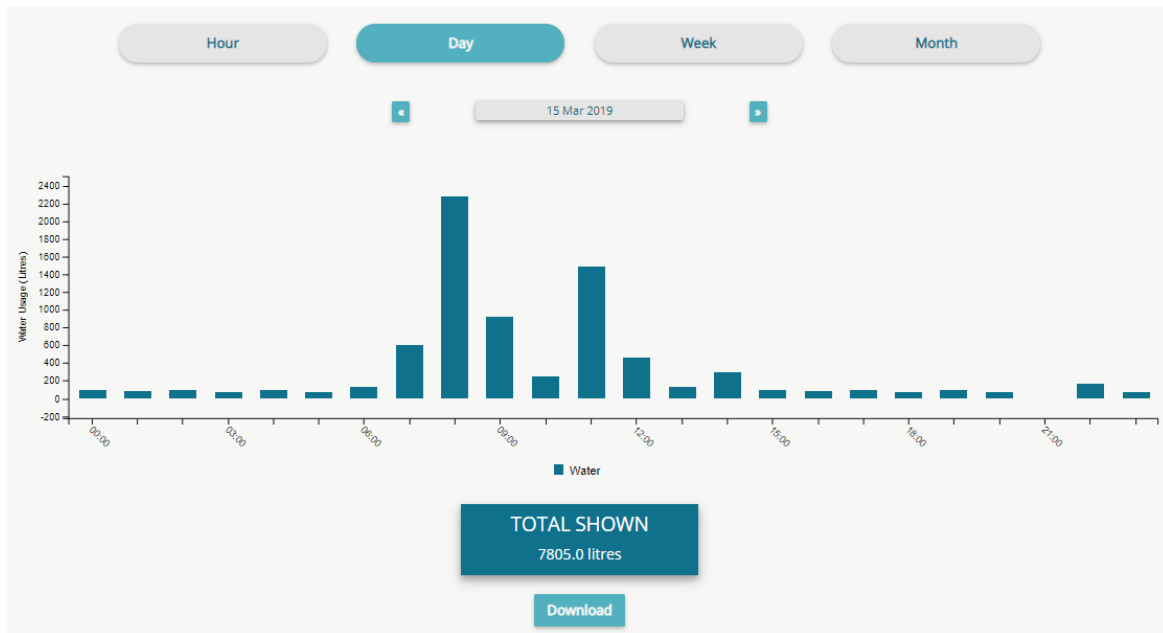 Hour Day Week Month
« 15 Mar 2019 »
Water Usage (Litres)
2400
2200
2000
1800
1600
1400
1200
1000
800
600
400
200
0
-200
00:00 03:00 06:00 09:00 12:00 15:00 18:00 21:00
Water
TOTAL SHOWN
7805.0 litres
Download